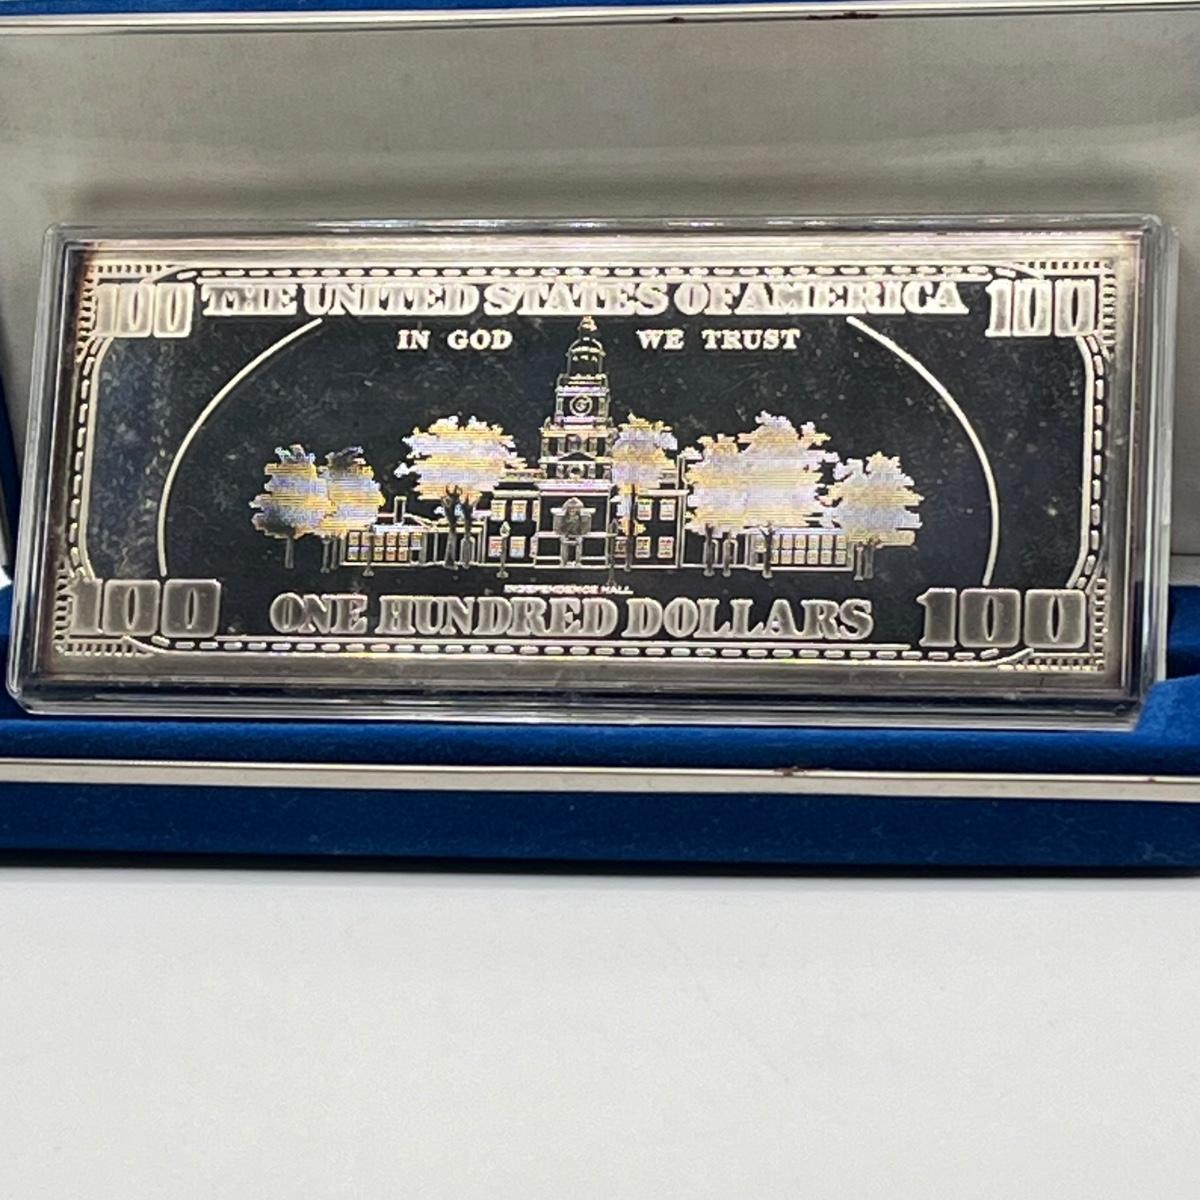 100 THE UNITED STATES OF AMERICA 100
IN GOD WE TRUST
INDEPENDENCE HALL
100 ONE HUNDRED DOLLARS 100